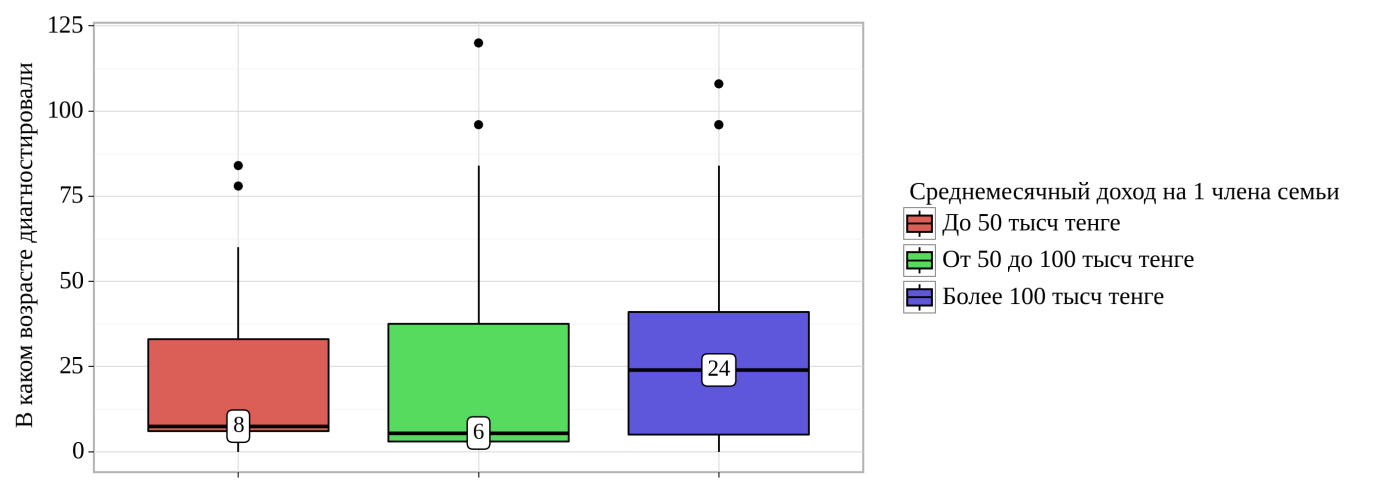 В каком возрасте диагностировали
125
100
75
50
25
0
8
6
24
Среднемесячный доход на 1 члена семьи
До 50 тысч тенге
От 50 до 100 тысч тенге
Более 100 тысч тенге